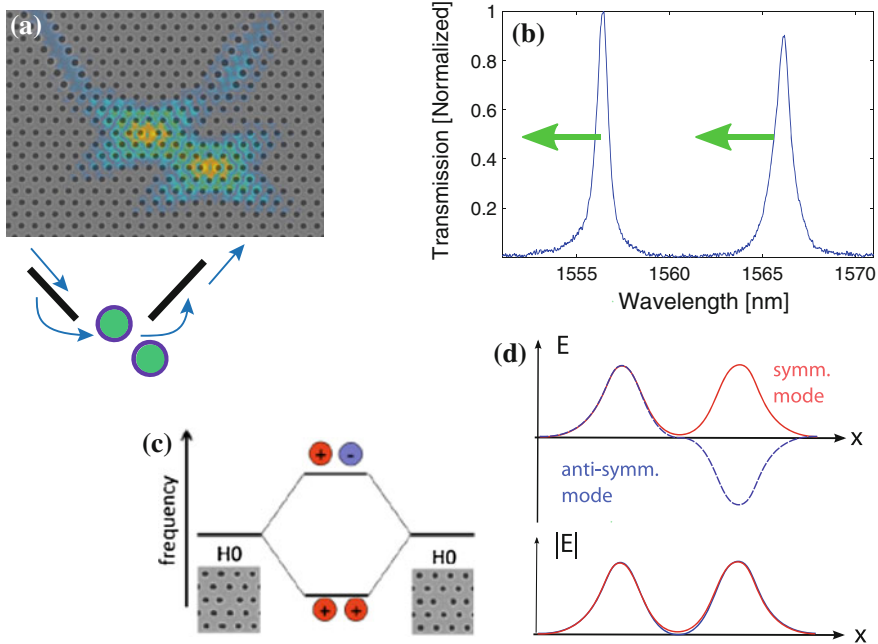 (a)
(b)
Transmission [Normalized]
1
0.8
0.6
0.4
0.2
1555
1560
1565
1570
Wavelength [nm]
(c)
frequency
+ -
H0
H0
+ +
(d)
E
symm.
mode
x
anti-symm.
mode
|E|
x